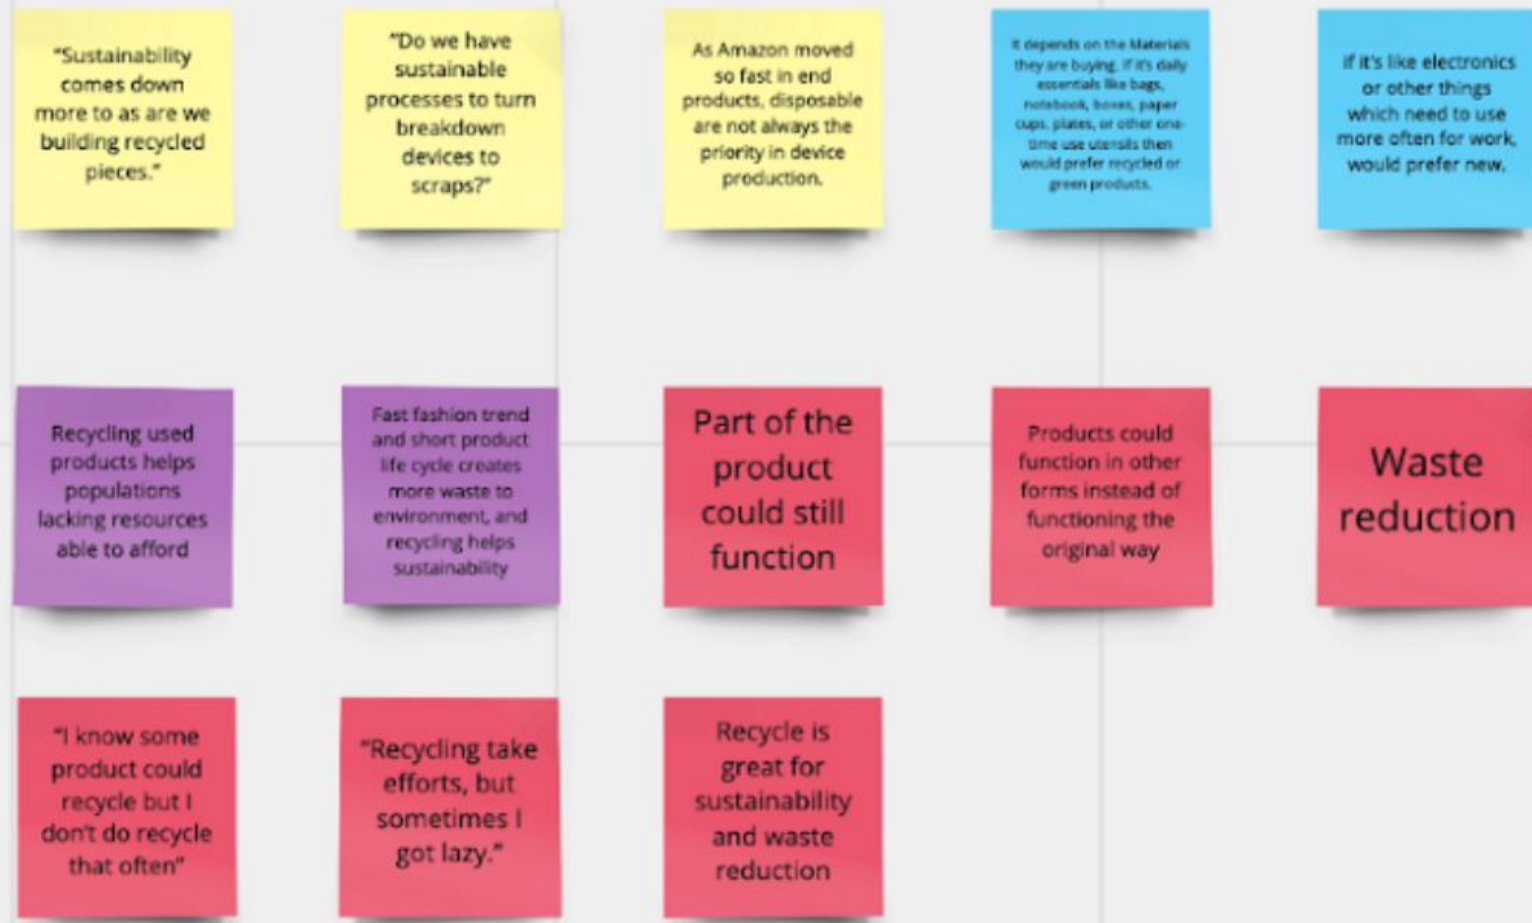 "Sustainability
comes down
more to as are we
building recycled
pieces."
"Do we have
sustainable
processes to turn
breakdown
devices to
scraps?"
As Amazon moved
so fast in end
products, disposable
are not always the
priority in device
production.
It depends on the Materials
they are buying. If it's daily
essentials like bags,
notebook, boxes, paper
cups, plates, or other one-
time use utensils then
would prefer recycled or
green products.
if it's like electronics
or other things
which need to use
more often for work,
would prefer new.
Recycling used
products helps
populations
lacking resources
able to afford
Fast fashion trend
and short product
life cycle creates
more waste to
environment, and
recycling helps
sustainability
Part of the
product
could still
function
Products could
function in other
forms instead of
functioning the
original way
Waste
reduction
"I know some
product could
recycle but I
don't do recycle
that often"
"Recycling take
efforts, but
sometimes I
got lazy."
Recycle is
great for
sustainability
and waste
reduction